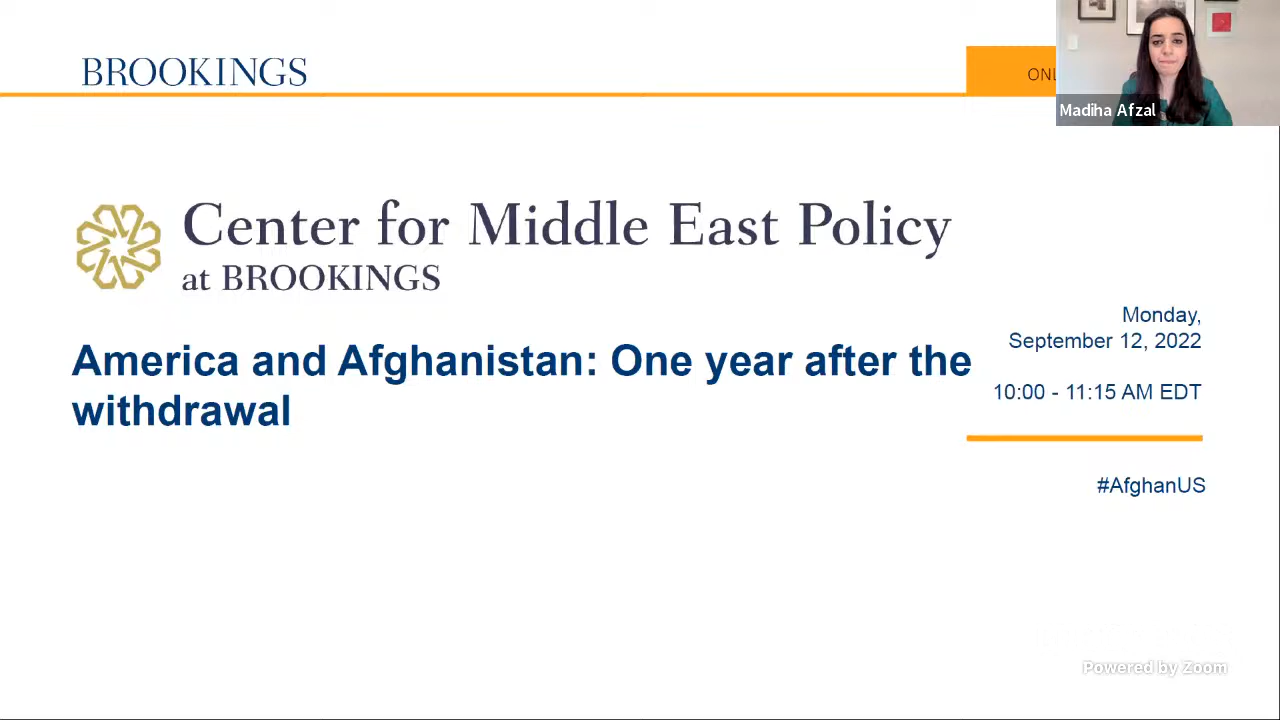 BROOKINGS
Madiha Afzal
Center for Middle East Policy
at BROOKINGS
America and Afghanistan: One year after the
withdrawal
Monday,
September 12, 2022
10:00 - 11:15 AM EDT
#AfghanUS
Powered by Zoom